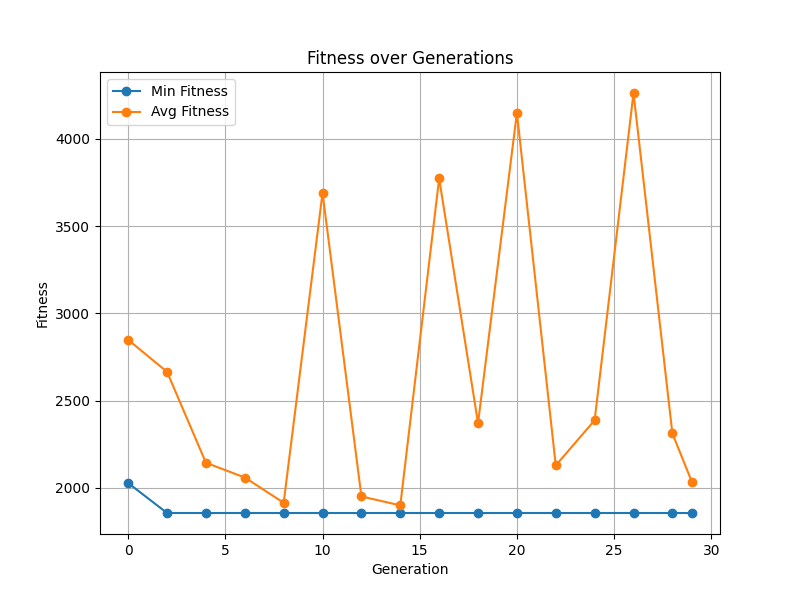 Fitness over Generations
Min Fitness
Avg Fitness
4000
3500
3000
2500
2000
Fitness
0 5 10 15 20 25 30
Generation